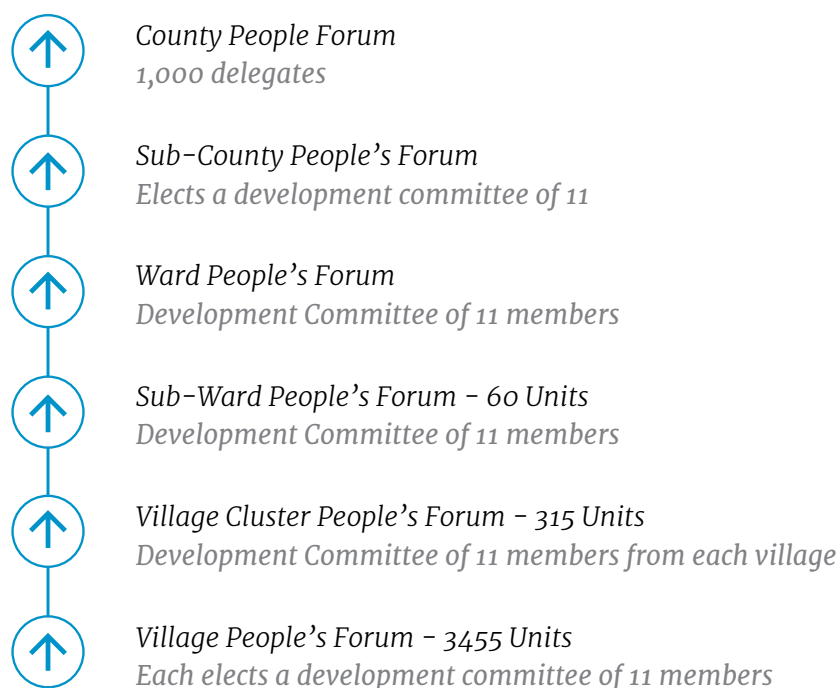 County People Forum
1,000 delegates
Sub-County People’s Forum
Elects a development committee of 11
Ward People’s Forum
Development Committee of 11 members
Sub-Ward People’s Forum - 60 Units
Development Committee of 11 members
Village Cluster People’s Forum - 315 Units
Development Committee of 11 members from each village
Village People’s Forum - 3455 Units
Each elects a development committee of 11 members